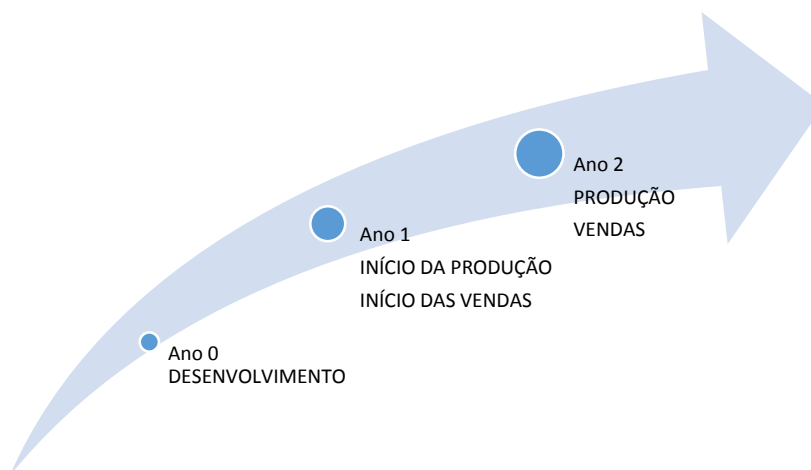 Ano 2
PRODUÇÃO
VENDAS
Ano 1
INÍCIO DA PRODUÇÃO
INÍCIO DAS VENDAS
Ano 0
DESENVOLVIMENTO